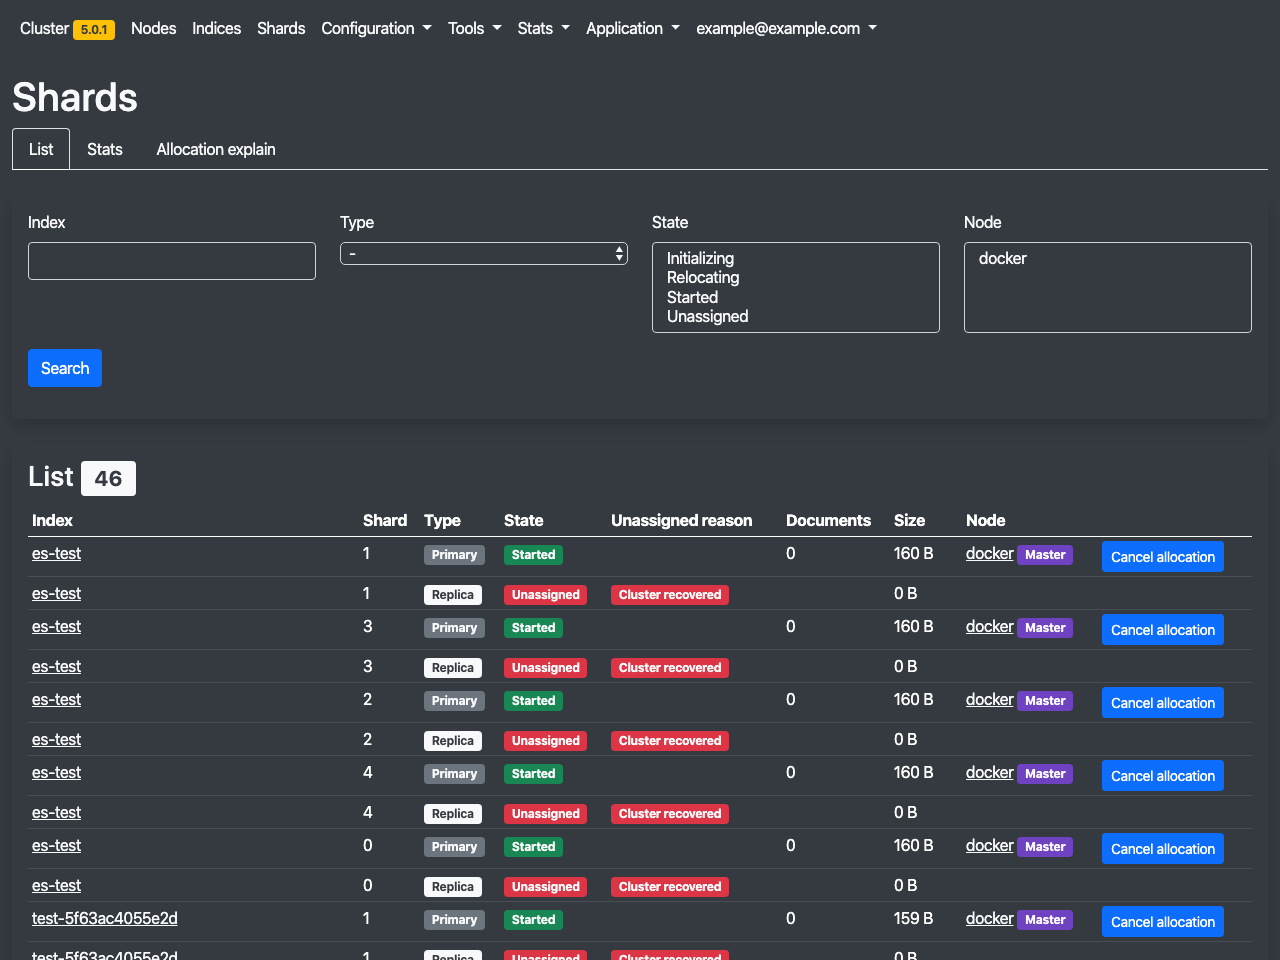 Cluster 5.0.1 Nodes Indices Shards Configuration Tools Stats Application example@example.com
Shards
List Stats Allocation explain
Index Type State Node
- Initializing docker
Relocating
Started
Unassigned
Search
List 46
Index Shard Type State Unassigned reason Documents Size Node
es-test 1 Primary Started 0 160 B docker Master Cancel allocation
es-test 1 Replica Unassigned Cluster recovered 0 B
es-test 3 Primary Started 0 160 B docker Master Cancel allocation
es-test 3 Replica Unassigned Cluster recovered 0 B
es-test 2 Primary Started 0 160 B docker Master Cancel allocation
es-test 2 Replica Unassigned Cluster recovered 0 B
es-test 4 Primary Started 0 160 B docker Master Cancel allocation
es-test 4 Replica Unassigned Cluster recovered 0 B
es-test 0 Primary Started 0 160 B docker Master Cancel allocation
es-test 0 Replica Unassigned Cluster recovered 0 B
test-5f63ac4055e2d 1 Primary Started 0 159 B docker Master Cancel allocation
test-5f63ac4055e2d 1 Replica Unassigned Cluster recovered 0 B